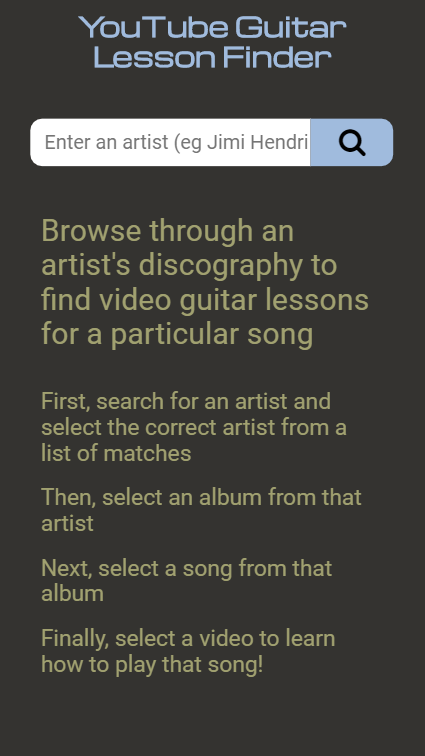 YouTube Guitar
Lesson Finder
Enter an artist (eg Jimi Hendri
Browse through an
artist's discography to
find video guitar lessons
for a particular song
First, search for an artist and
select the correct artist from a
list of matches
Then, select an album from that
artist
Next, select a song from that
album
Finally, select a video to learn
how to play that song!